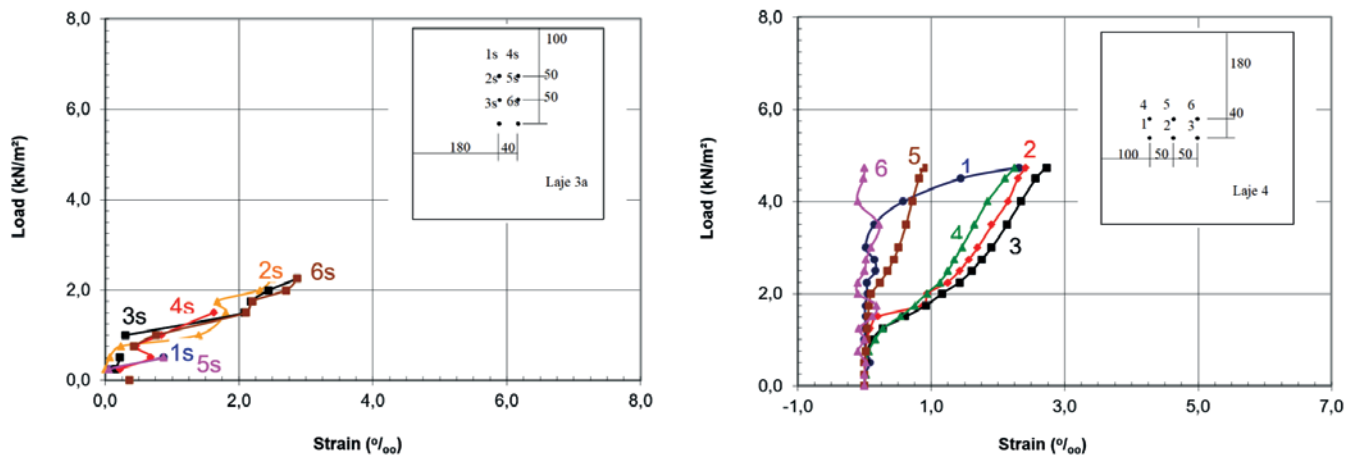 8,0
6,0
4,0
2,0
0,0
Load (kN/m²)
0,0 2,0 4,0 6,0 8,0
Strain (º/ₒₒ)
2s
6s
4s
3s
1s
5s
100
1s 4s
2s 5s 50
50
3s 6s
180 40
Laje 3a
8,0
6,0
4,0
2,0
0,0
Load (kN/m²)
-1,0 1,0 3,0 5,0 7,0
Strain (º/ₒₒ)
6
5
1
2
4
3
180
4 5 6
40
1 2 3
100 50 50
Laje 4